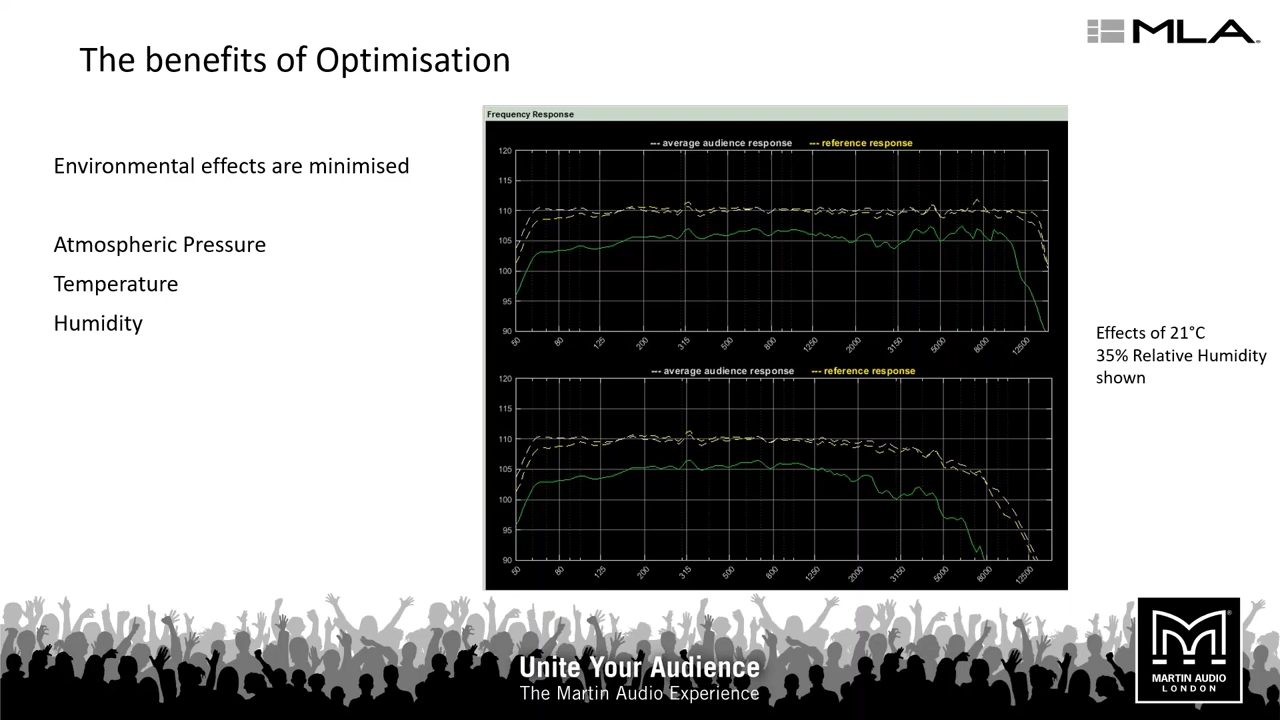 The benefits of Optimisation
MLA
Environmental effects are minimised
Atmospheric Pressure
Temperature
Humidity
Frequency Response
--- average audience response --- reference response
120
115
110
105
100
95
90
50 80 125 200 315 500 800 1250 2000 3150 5000 8000 12500
--- average audience response --- reference response
120
115
110
105
100
95
90
50 80 125 200 315 500 800 1250 2000 3150 5000 8000 12500
Effects of 21°C
35% Relative Humidity
shown
Unite Your Audience
The Martin Audio Experience
M®
MARTIN AUDIO
LONDON